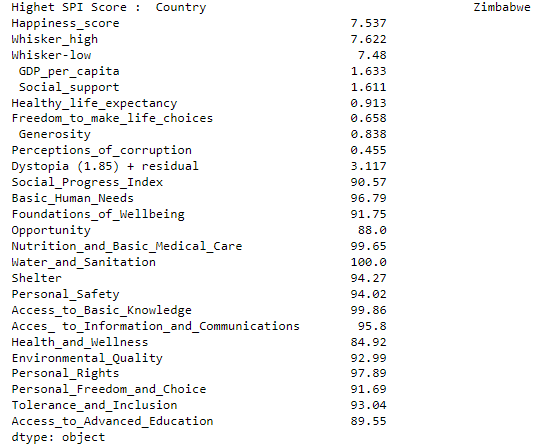 Highet SPI Score :  Country                                   Zimbabwe
Happiness_score                              7.537
Whisker_high                                 7.622
Whisker-low                                   7.48
 GDP_per_capita                              1.633
 Social_support                              1.611
Healthy_life_expectancy                      0.913
Freedom_to_make_life_choices                 0.658
 Generosity                                  0.838
Perceptions_of_corruption                    0.455
Dystopia (1.85) + residual                   3.117
Social_Progress_Index                        90.57
Basic_Human_Needs                            96.79
Foundations_of_Wellbeing                     91.75
Opportunity                                   88.0
Nutrition_and_Basic_Medical_Care             99.65
Water_and_Sanitation                         100.0
Shelter                                      94.27
Personal_Safety                              94.02
Access_to_Basic_Knowledge                    99.86
Acces_ to_Information_and_Communications      95.8
Health_and_Wellness                          84.92
Environmental_Quality                        92.99
Personal_Rights                              97.89
Personal_Freedom_and_Choice                  91.69
Tolerance_and_Inclusion                      93.04
Access_to_Advanced_Education                 89.55
dtype: object